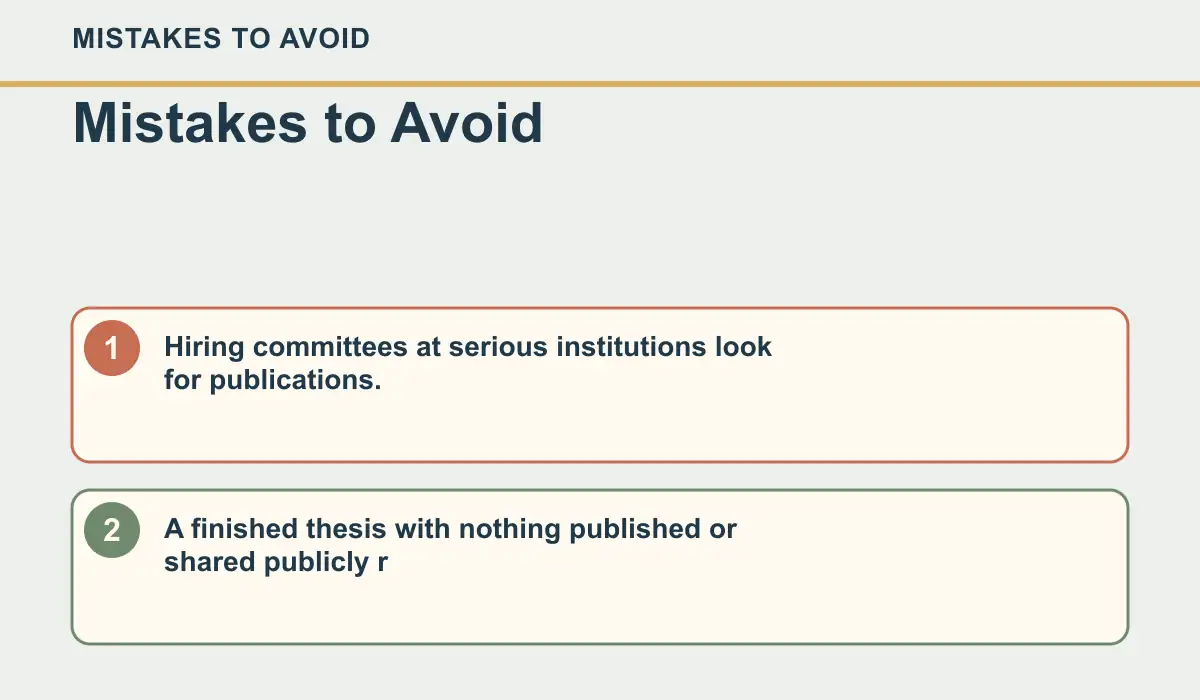 MISTAKES TO AVOID
Mistakes to Avoid
1
Hiring committees at serious institutions look
for publications.
2
A finished thesis with nothing published or
shared publicly r